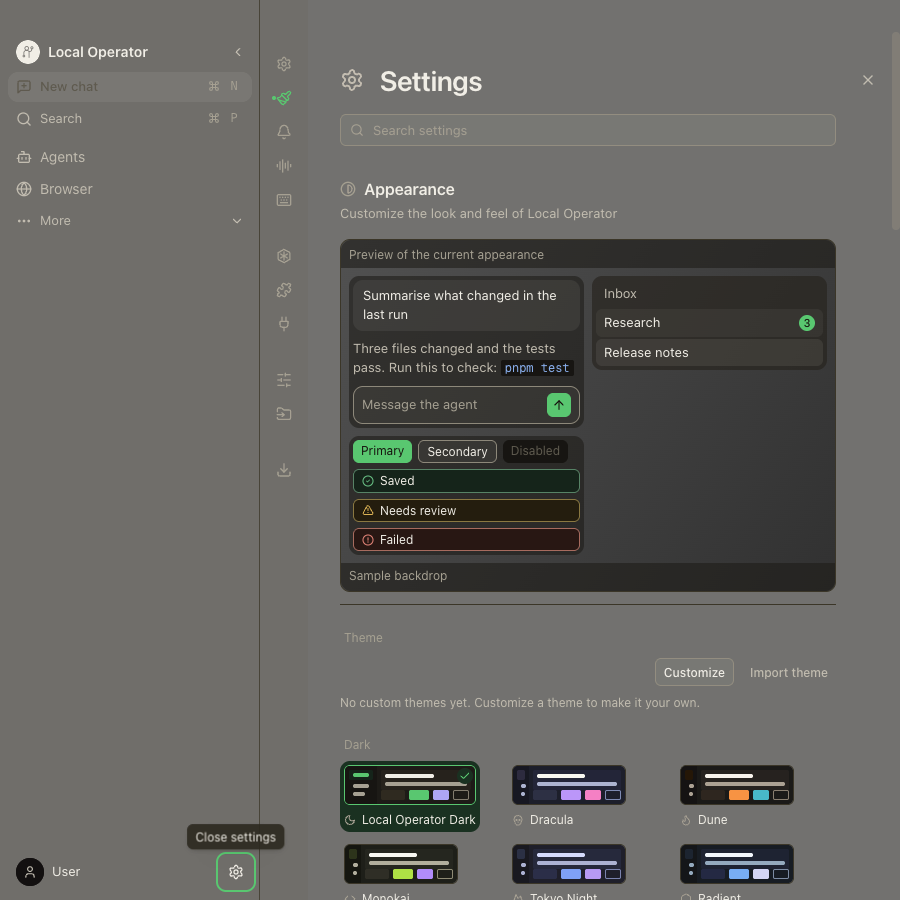 Local Operator
New chat ⌘ N
Search ⌘ P
Agents
Browser
More
Close settings
User
Settings
Search settings
Appearance
Customize the look and feel of Local Operator
Preview of the current appearance
Summarise what changed in the
last run
Three files changed and the tests
pass. Run this to check: pnpm test
Message the agent
Primary Secondary Disabled
Saved
Needs review
Failed
Inbox
Research 3
Release notes
Sample backdrop
Theme
Customize Import theme
No custom themes yet. Customize a theme to make it your own.
Dark
Local Operator Dark Dracula Dune
Monokai Tokyo Night Radient